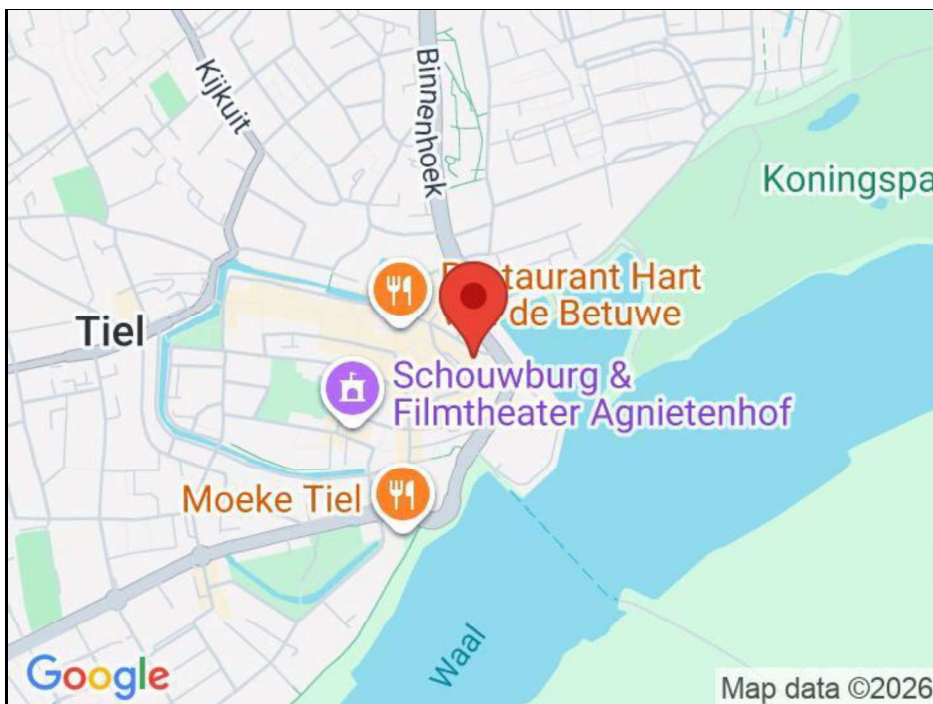 Kijkuit
Binnenhoek
Koningspa
taurant Hart
de Betuwe
Tiel
Schouwburg &
Filmtheater Agnietenhof
Moeke Tiel
Waal
Google
Map data ©2026